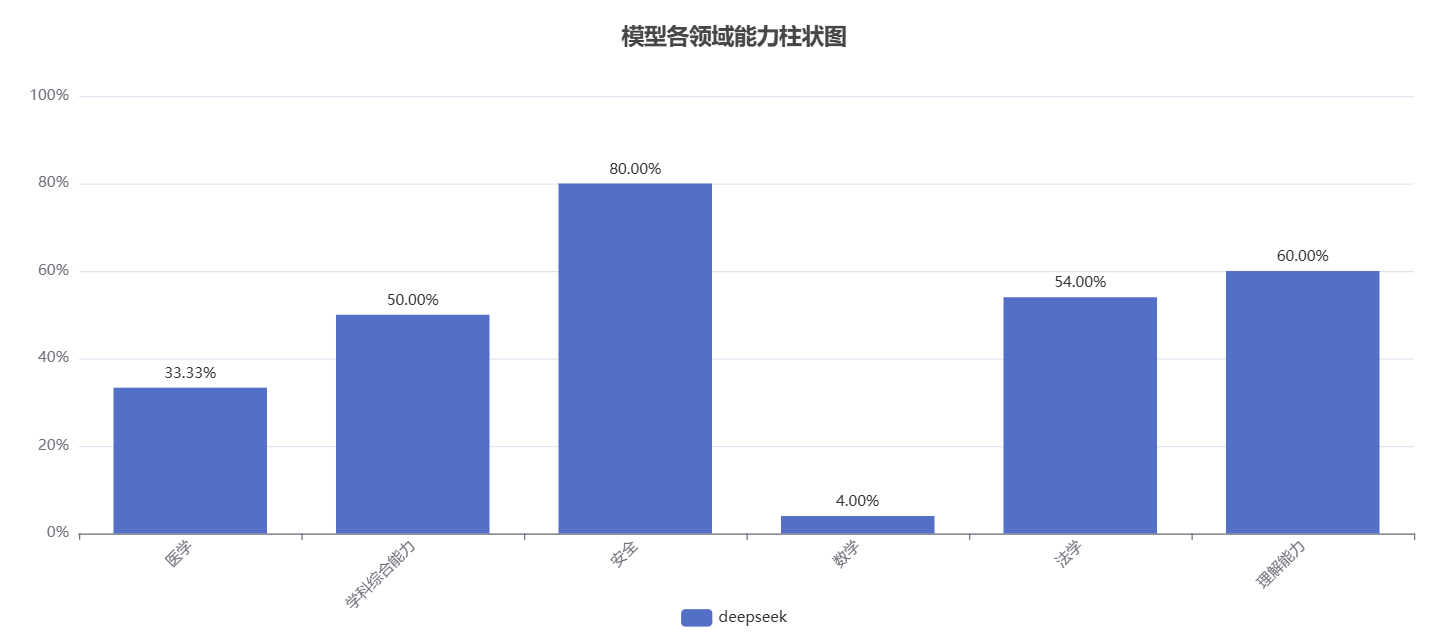 模型各领域能力柱状图
100%
80%
60%
40%
20%
0%
33.33%
50.00%
80.00%
4.00%
54.00%
60.00%
医学
学科综合能力
安全
数学
法学
理解能力
deepseek